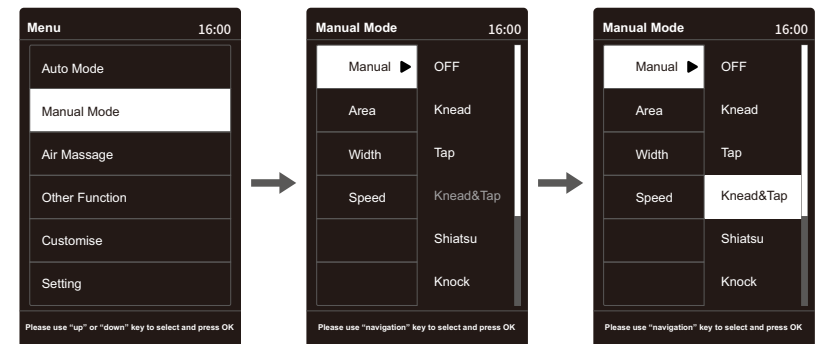 Menu 16:00
Auto Mode
Manual Mode
Air Massage
Other Function
Customise
Setting
Please use “up” or “down” key to select and press OK
Manual Mode 16:00
Manual OFF
Area Knead
Width Tap
Speed Knead&Tap
Shiatsu
Knock
Please use “navigation” key to select and press OK
Manual Mode 16:00
Manual OFF
Area Knead
Width Tap
Speed Knead&Tap
Shiatsu
Knock
Please use “navigation” key to select and press OK